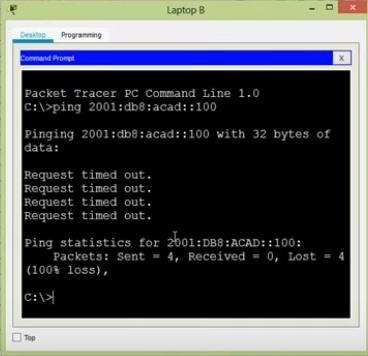 Laptop B
Desktop Programming
Command Prompt X
Packet Tracer PC Command Line 1.0
C:\>ping 2001:db8:acad::100
Pinging 2001:db8:acad::100 with 32 bytes of
data:
Request timed out.
Request timed out.
Request timed out.
Request timed out.
Ping statistics for 2001:DB8:ACAD::100:
Packets: Sent = 4, Received = 0, Lost = 4
(100% loss),
C:\>
Top